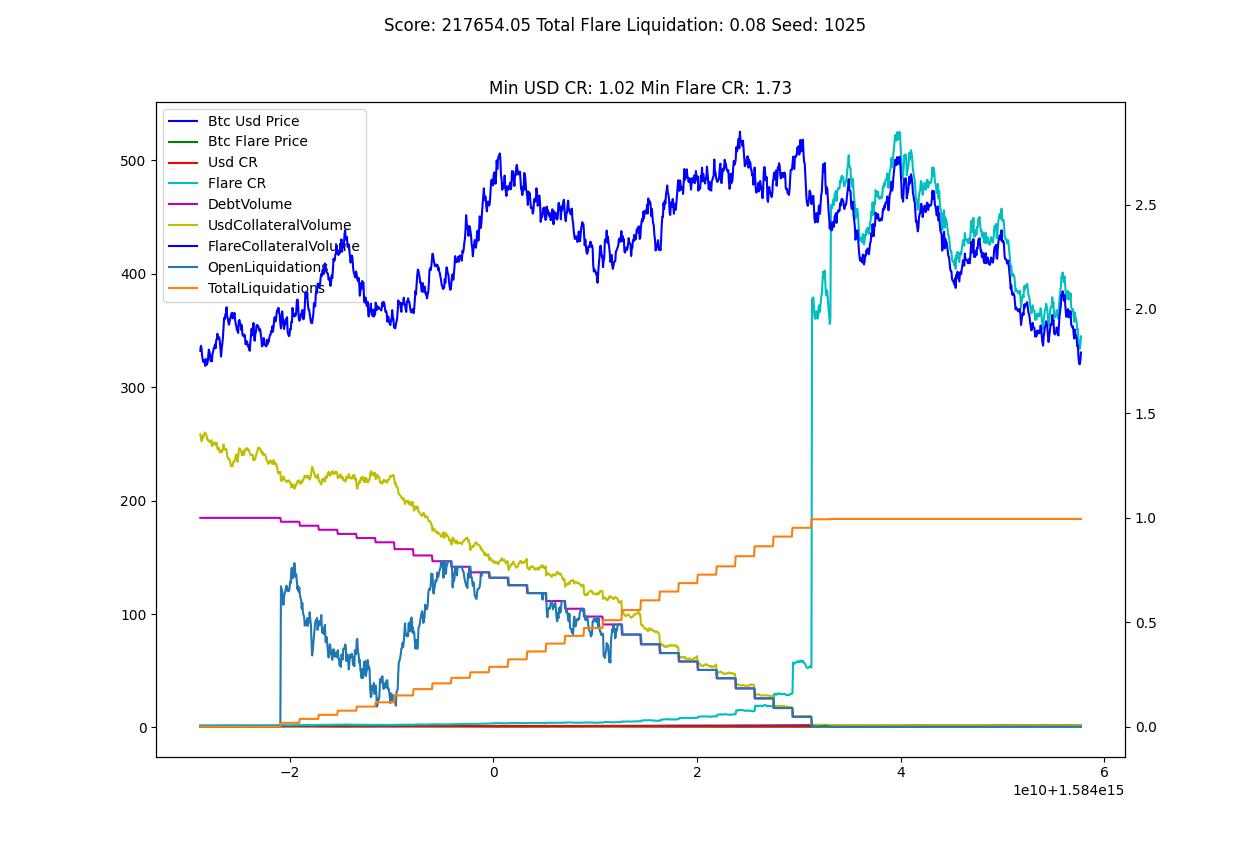 Score: 217654.05 Total Flare Liquidation: 0.08 Seed: 1025
Min USD CR: 1.02 Min Flare CR: 1.73
Btc Usd Price
Btc Flare Price
Usd CR
Flare CR
DebtVolume
UsdCollateralVolume
FlareCollateralVolume
OpenLiquidations
TotalLiquidations
500
400
300
200
100
0
2.5
2.0
1.5
1.0
0.5
0.0
−2
0
2
4
6
1e10+1.584e15